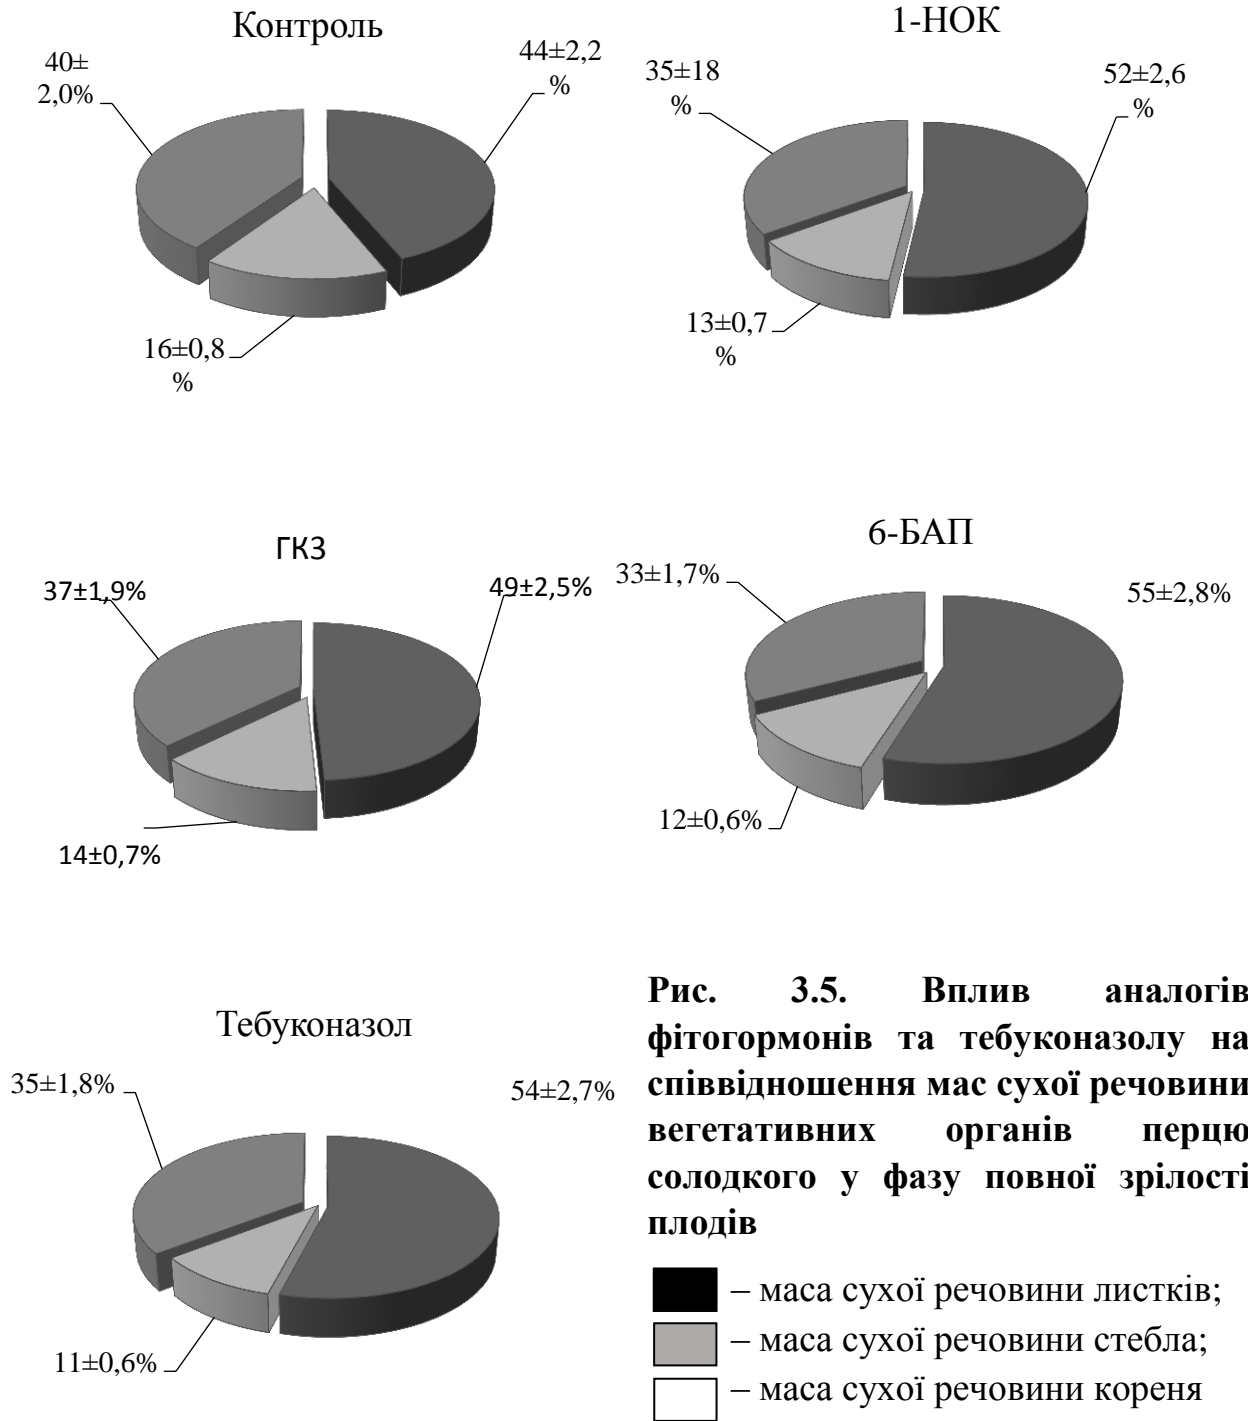 Контроль
40±
2,0%
44±2,2
%
16±0,8
%
1-НОК
35±18
%
52±2,6
%
13±0,7
%
ГК3
37±1,9%
49±2,5%
14±0,7%
6-БАП
33±1,7%
55±2,8%
12±0,6%
Тебуконазол
35±1,8%
54±2,7%
11±0,6%
Рис. 3.5. Вплив аналогів
фітогормонів та тебуконазолу на
співвідношення мас сухої речовини
вегетативних органів перцю
солодкого у фазу повної зрілості
плодів
– маса сухої речовини листків;
– маса сухої речовини стебла;
– маса сухої речовини кореня